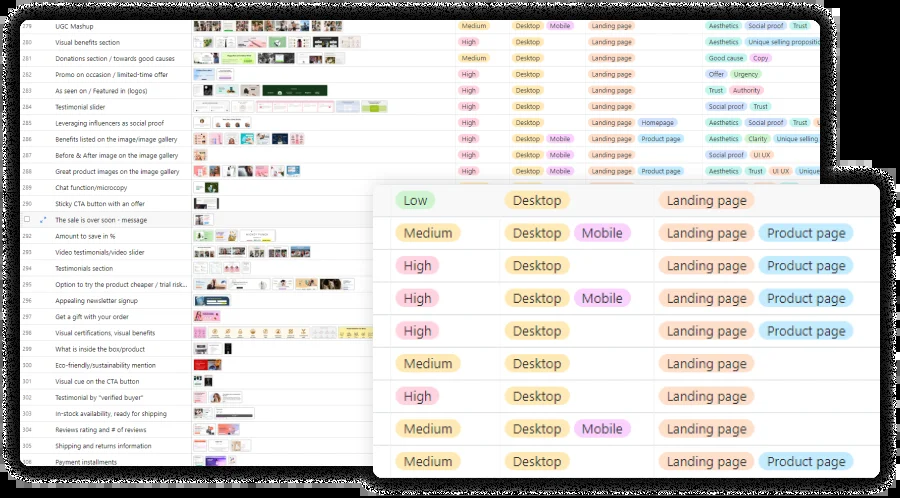 279 UGC Mashup Medium Desktop Mobile Landing page Aesthetics Social proof Trust
280 Visual benefits section High Desktop Landing page Aesthetics Unique selling propositio
281 Donations section / towards good causes Medium Desktop Landing page Good cause Copy
282 Promo on occasion / limited-time offer High Desktop Landing page Offer Urgency
283 As seen on / Featured in (logos) High Desktop Landing page Trust Authority
284 Testimonial slider High Desktop Landing page Social proof Trust
285 Leveraging influencers as social proof High Desktop Landing page Homepage Aesthetics Social proof Trust
286 Benefits listed on the image/image gallery High Desktop Mobile Landing page Product page Aesthetics Clarity Unique selling
287 Before & After image on the image gallery High Desktop Mobile Landing page Social proof UI UX
288 Great product images on the image gallery High Desktop Mobile Landing page Product page Aesthetics Trust UI UX Unique
289 Chat function/microcopy
290 Sticky CTA button with an offer
The sale is over soon - message
292 Amount to save in %
293 Video testimonials/video slider
294 Testimonials section
295 Option to try the product cheaper / trial risk...
296 Appealing newsletter signup
297 Get a gift with your order
298 Visual certifications, visual benefits
299 What is inside the box/product
300 Eco-friendly/sustainability mention
301 Visual cue on the CTA button
302 Testimonial by "verified buyer"
303 In-stock availability, ready for shipping
304 Reviews rating and # of reviews
305 Shipping and returns information
306 Payment installments
Low Desktop Landing page
Medium Desktop Mobile Landing page Product page
High Desktop Landing page Product page
High Desktop Mobile Landing page Product page
High Desktop Landing page Product page
Medium Desktop Landing page
High Desktop Landing page
Medium Desktop Mobile Landing page
Medium Desktop Landing page Product page